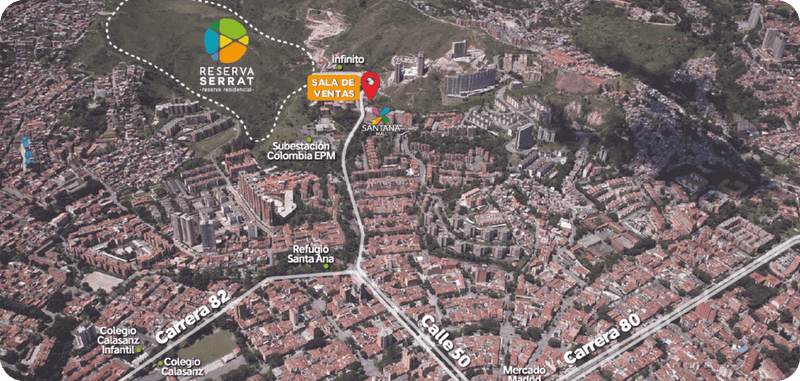 RESERVA
SERRAT
-reserva residencial-
Infinito
SALA DE
VENTAS
SANTANA
Subestación
Colombia EPM
Refugio
Santa Ana
Carrera 82
Calle 50
Carrera 80
Colegio
Calasanz
Infantil
Colegio
Calasanz
Mercado
Madrid